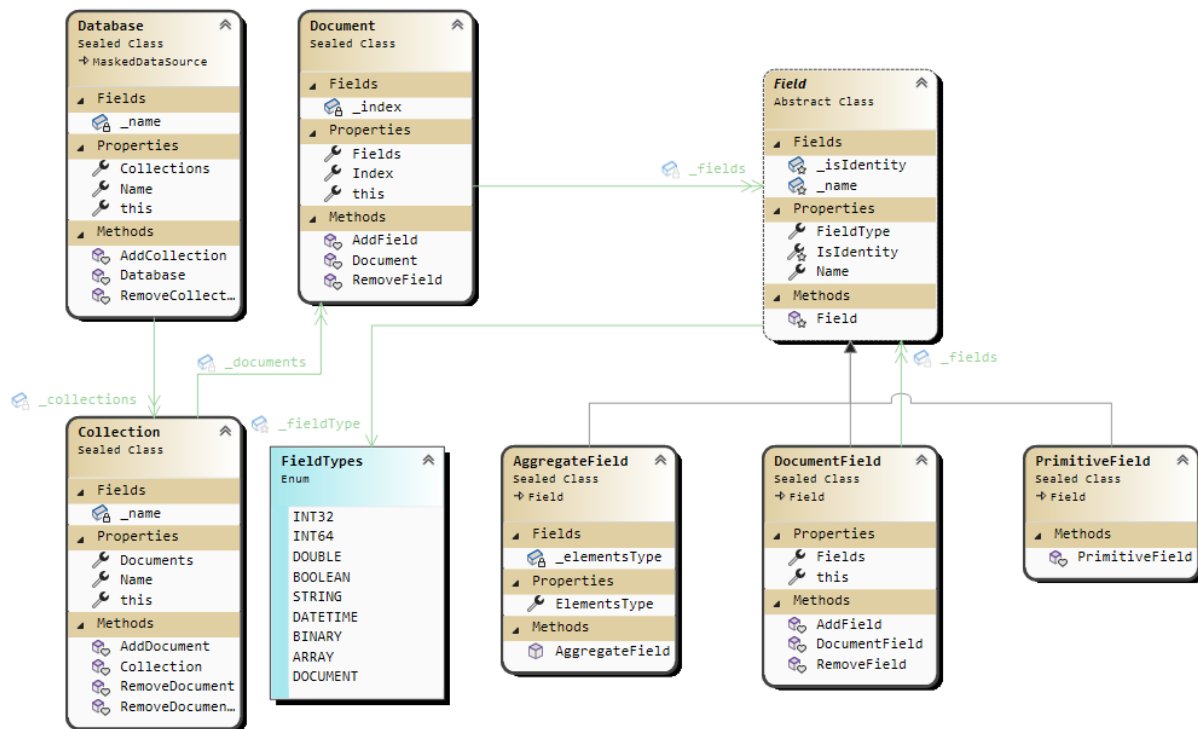 Database
Sealed Class
MaskedDataSource
Fields
_name
Properties
Collections
Name
this
Methods
AddCollection
Database
RemoveCollect...
Document
Sealed Class
Fields
_index
Properties
Fields
Index
this
Methods
AddField
Document
RemoveField
_fields
Field
Abstract Class
Fields
_isIdentity
_name
Properties
FieldType
IsIdentity
Name
Methods
Field
_documents
_collections
_fieldType
_fields
Collection
Sealed Class
Fields
_name
Properties
Documents
Name
this
Methods
AddDocument
Collection
RemoveDocument
RemoveDocumen...
FieldTypes
Enum
INT32
INT64
DOUBLE
BOOLEAN
STRING
DATETIME
BINARY
ARRAY
DOCUMENT
AggregateField
Sealed Class
Field
Fields
_elementsType
Properties
ElementsType
Methods
AggregateField
DocumentField
Sealed Class
Field
Properties
Fields
this
Methods
AddField
DocumentField
RemoveField
PrimitiveField
Sealed Class
Field
Methods
PrimitiveField